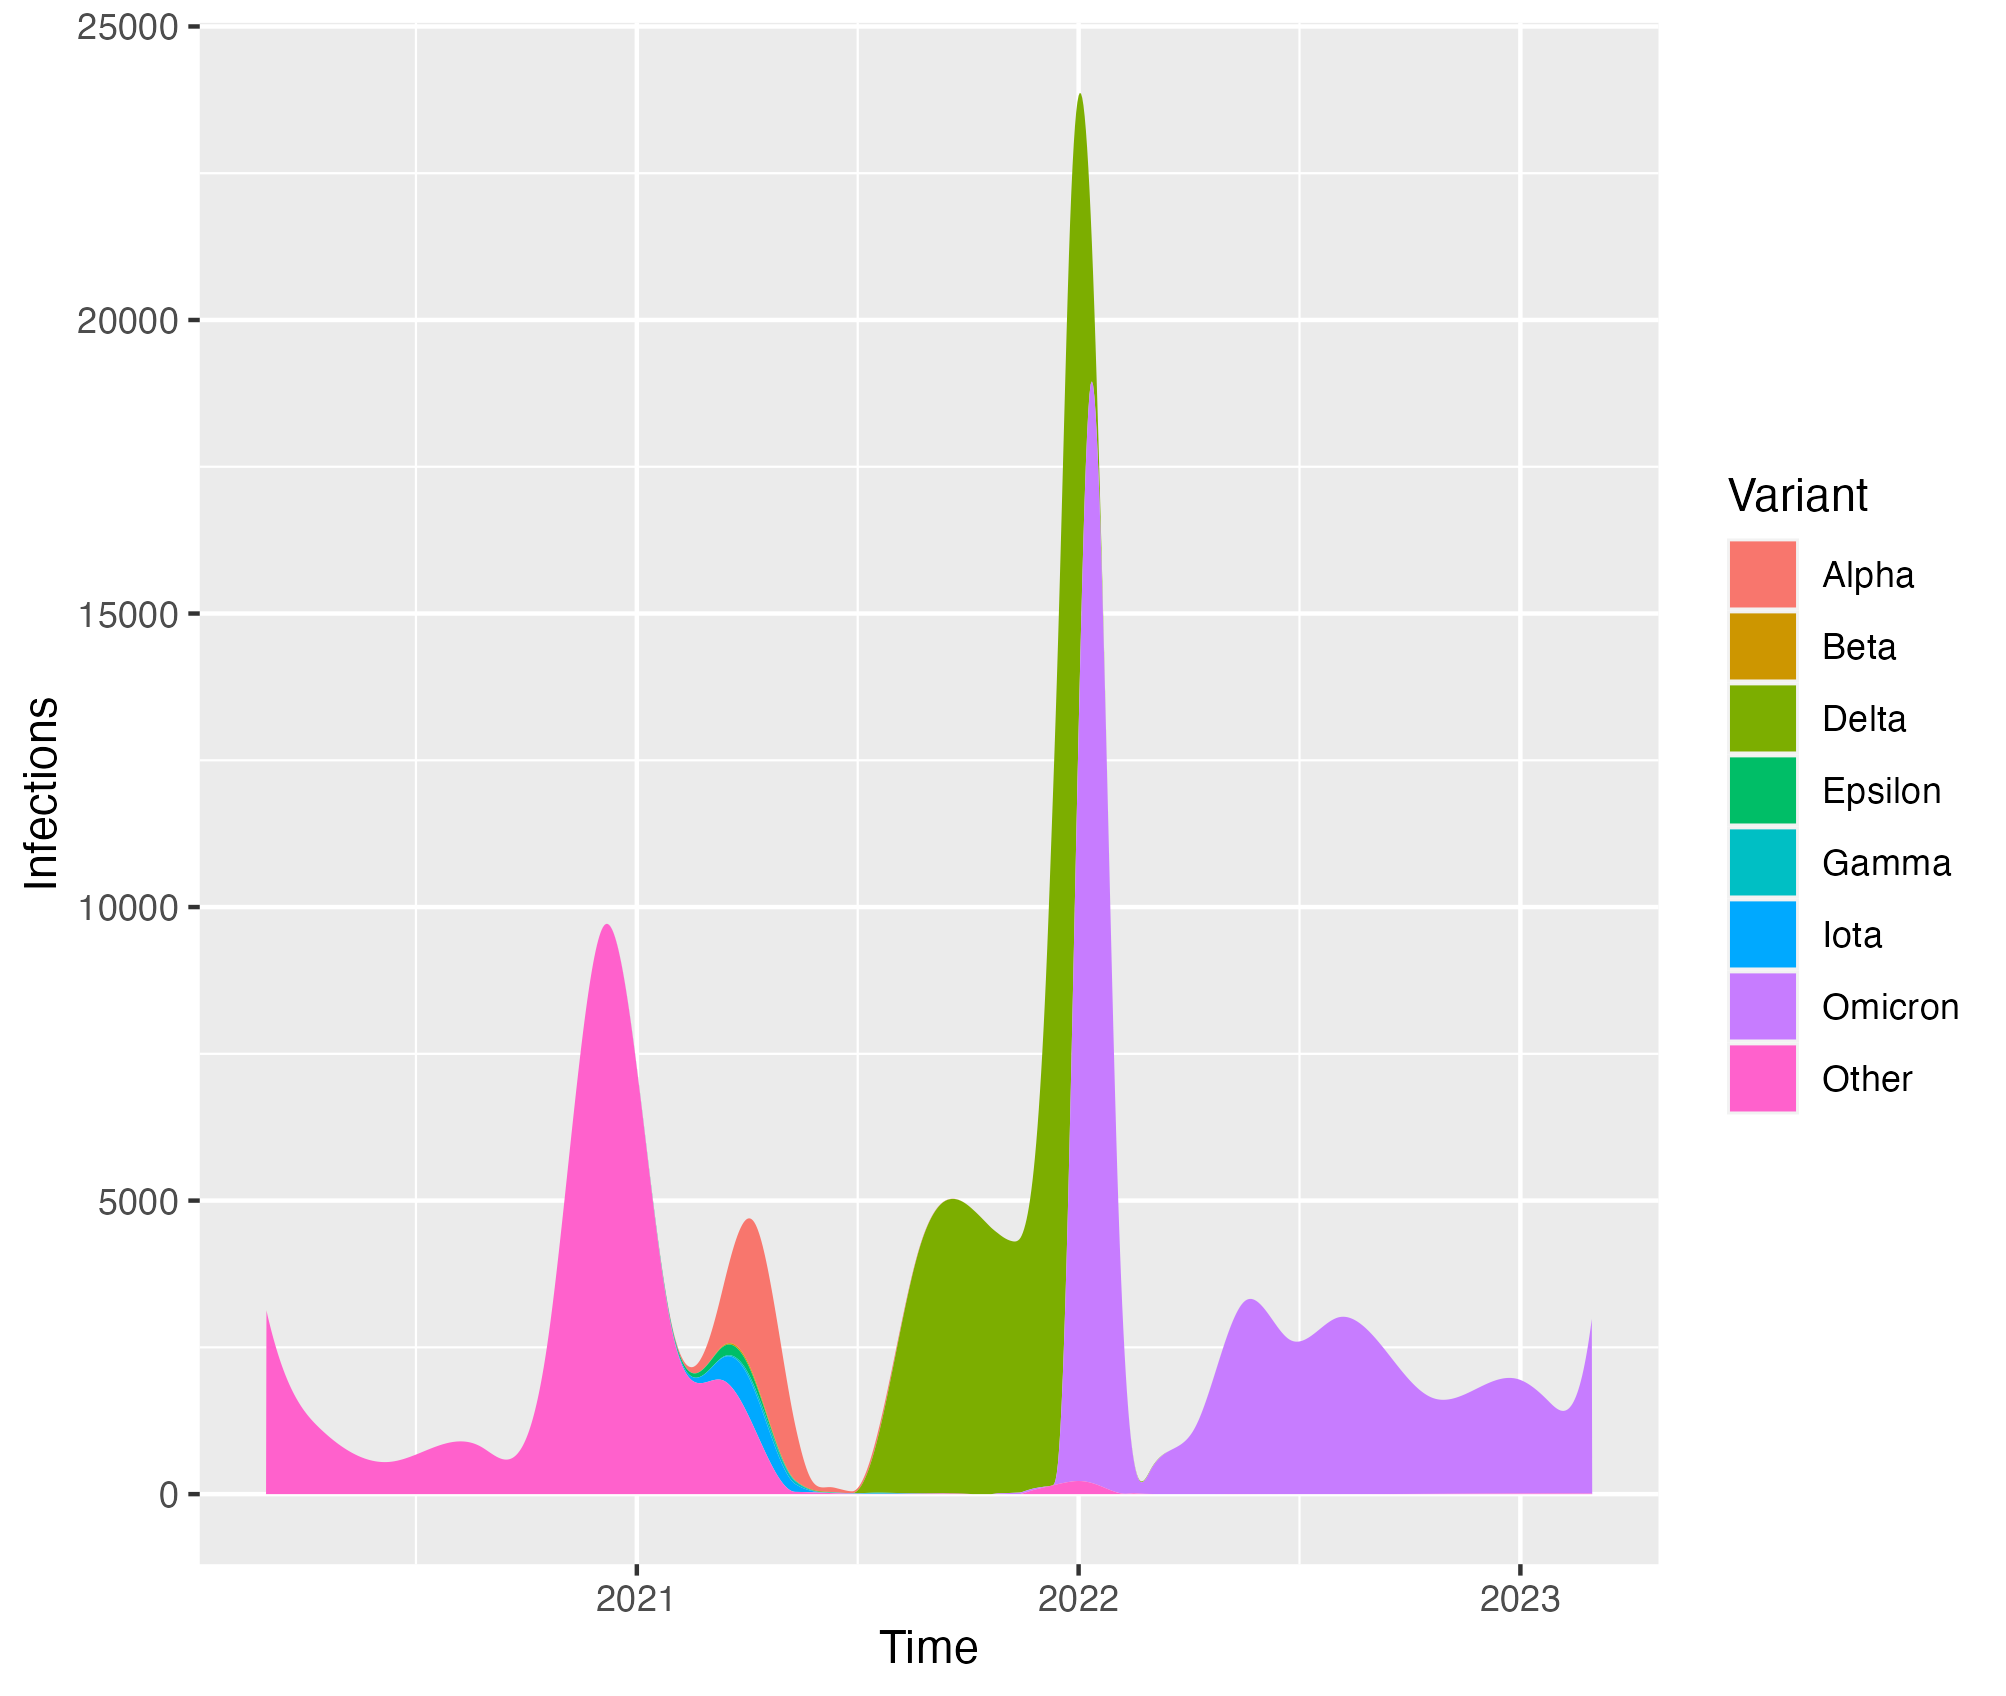 25000
20000
15000
10000
5000
0
Infections
2021
2022
2023
Time
Variant
Alpha
Beta
Delta
Epsilon
Gamma
Iota
Omicron
Other